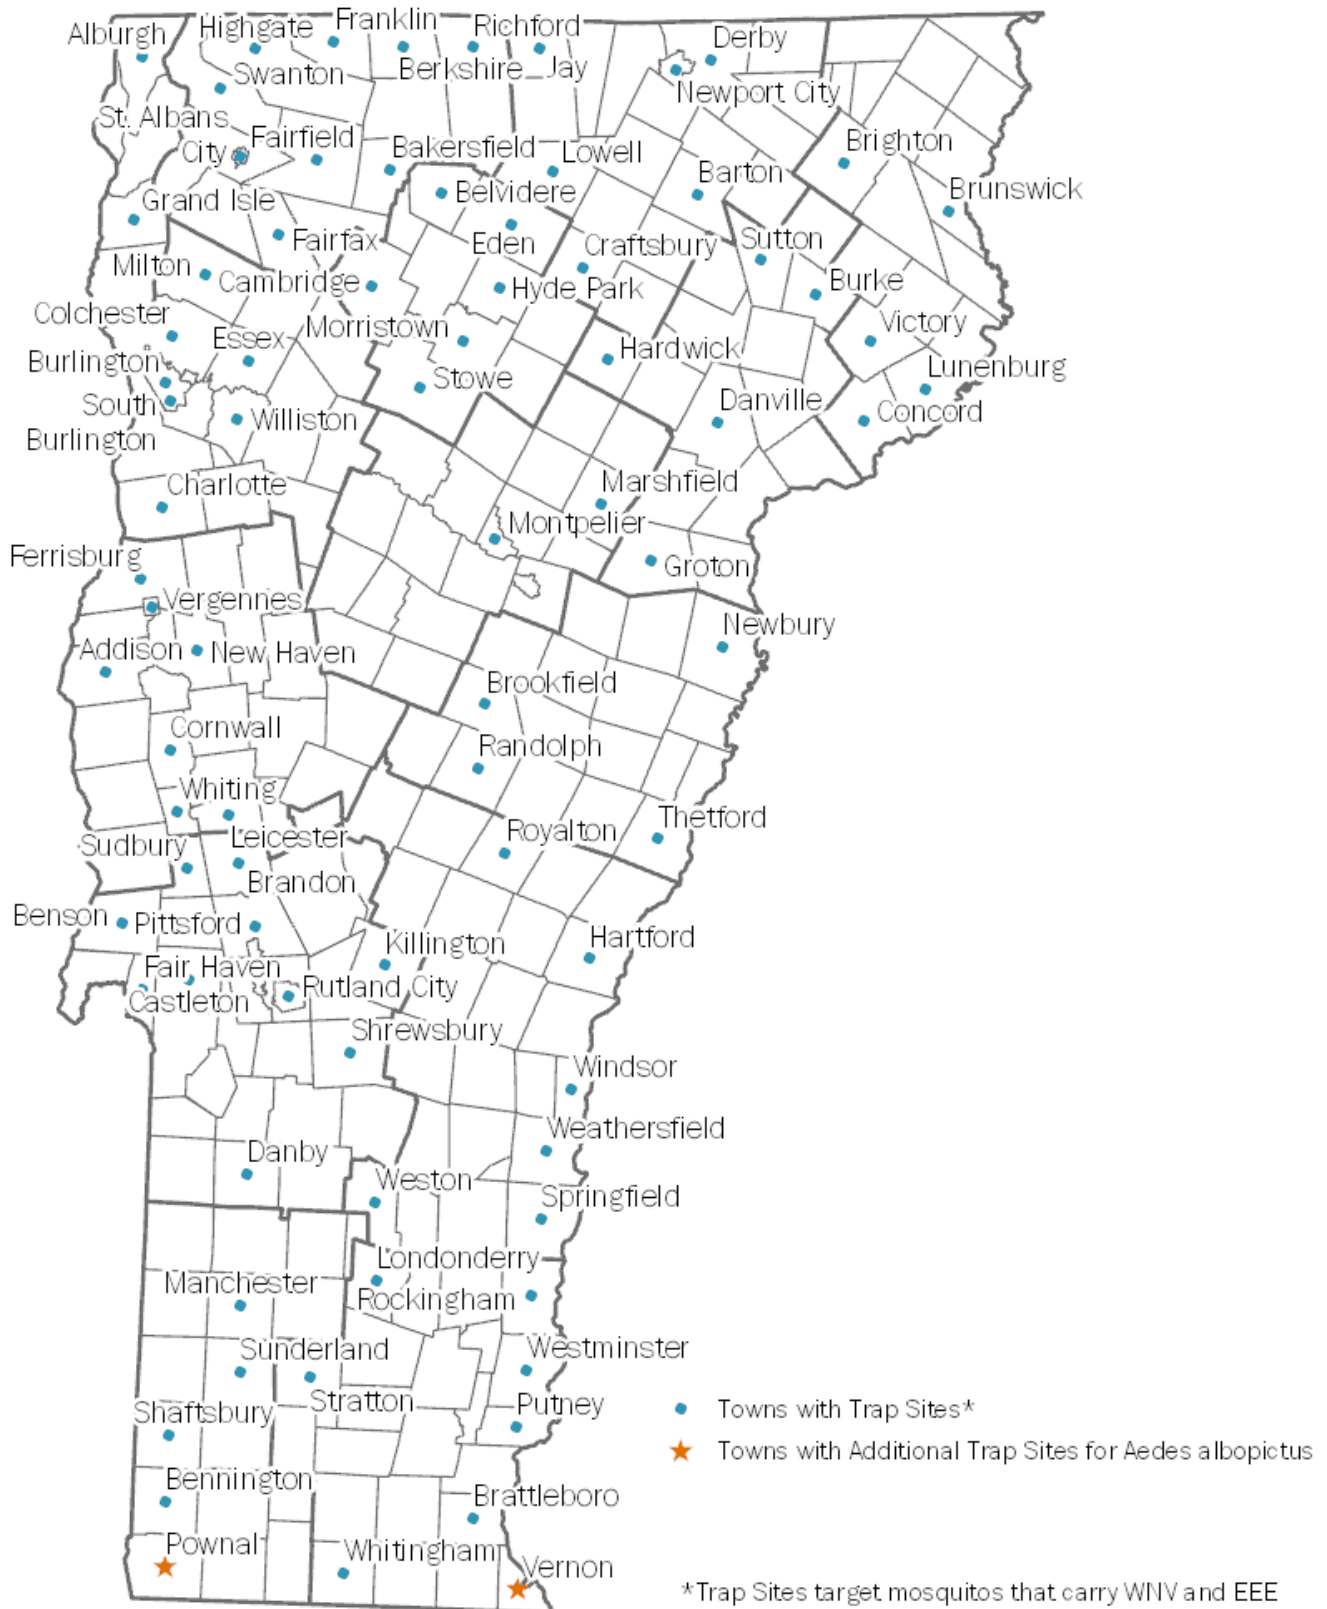 Alburgh
Highgate
Franklin
Richford
Derby
Swanton
Berkshire
Jay
Newport City
St. Albans
City
Fairfield
Bakersfield
Lowell
Brighton
Barton
Belvidere
Brunswick
Grand Isle
Fairfax
Eden
Craftsbury
Sutton
Milton
Cambridge
Hyde Park
Burke
Colchester
Essex
Morristown
Victory
Burlington
Hardwick
Lunenburg
South
Burlington
Stowe
Williston
Danville
Concord
Charlotte
Marshfield
Montpelier
Ferrisburg
Groton
Vergennes
Newbury
Addison
New Haven
Brookfield
Cornwall
Randolph
Whiting
Thetford
Sudbury
Leicester
Royalton
Brandon
Benson
Pittsford
Killington
Hartford
Fair Haven
Castleton
Rutland City
Shrewsbury
Windsor
Weathersfield
Danby
Weston
Springfield
Londonderry
Manchester
Rockingham
Sunderland
Westminster
Stratton
Putney
Shaftsbury
Towns with Trap Sites*
Towns with Additional Trap Sites for Aedes albopictus
Bennington
Brattleboro
Pownal
Whitingham
Vernon
*Trap Sites target mosquitos that carry WNV and EEE